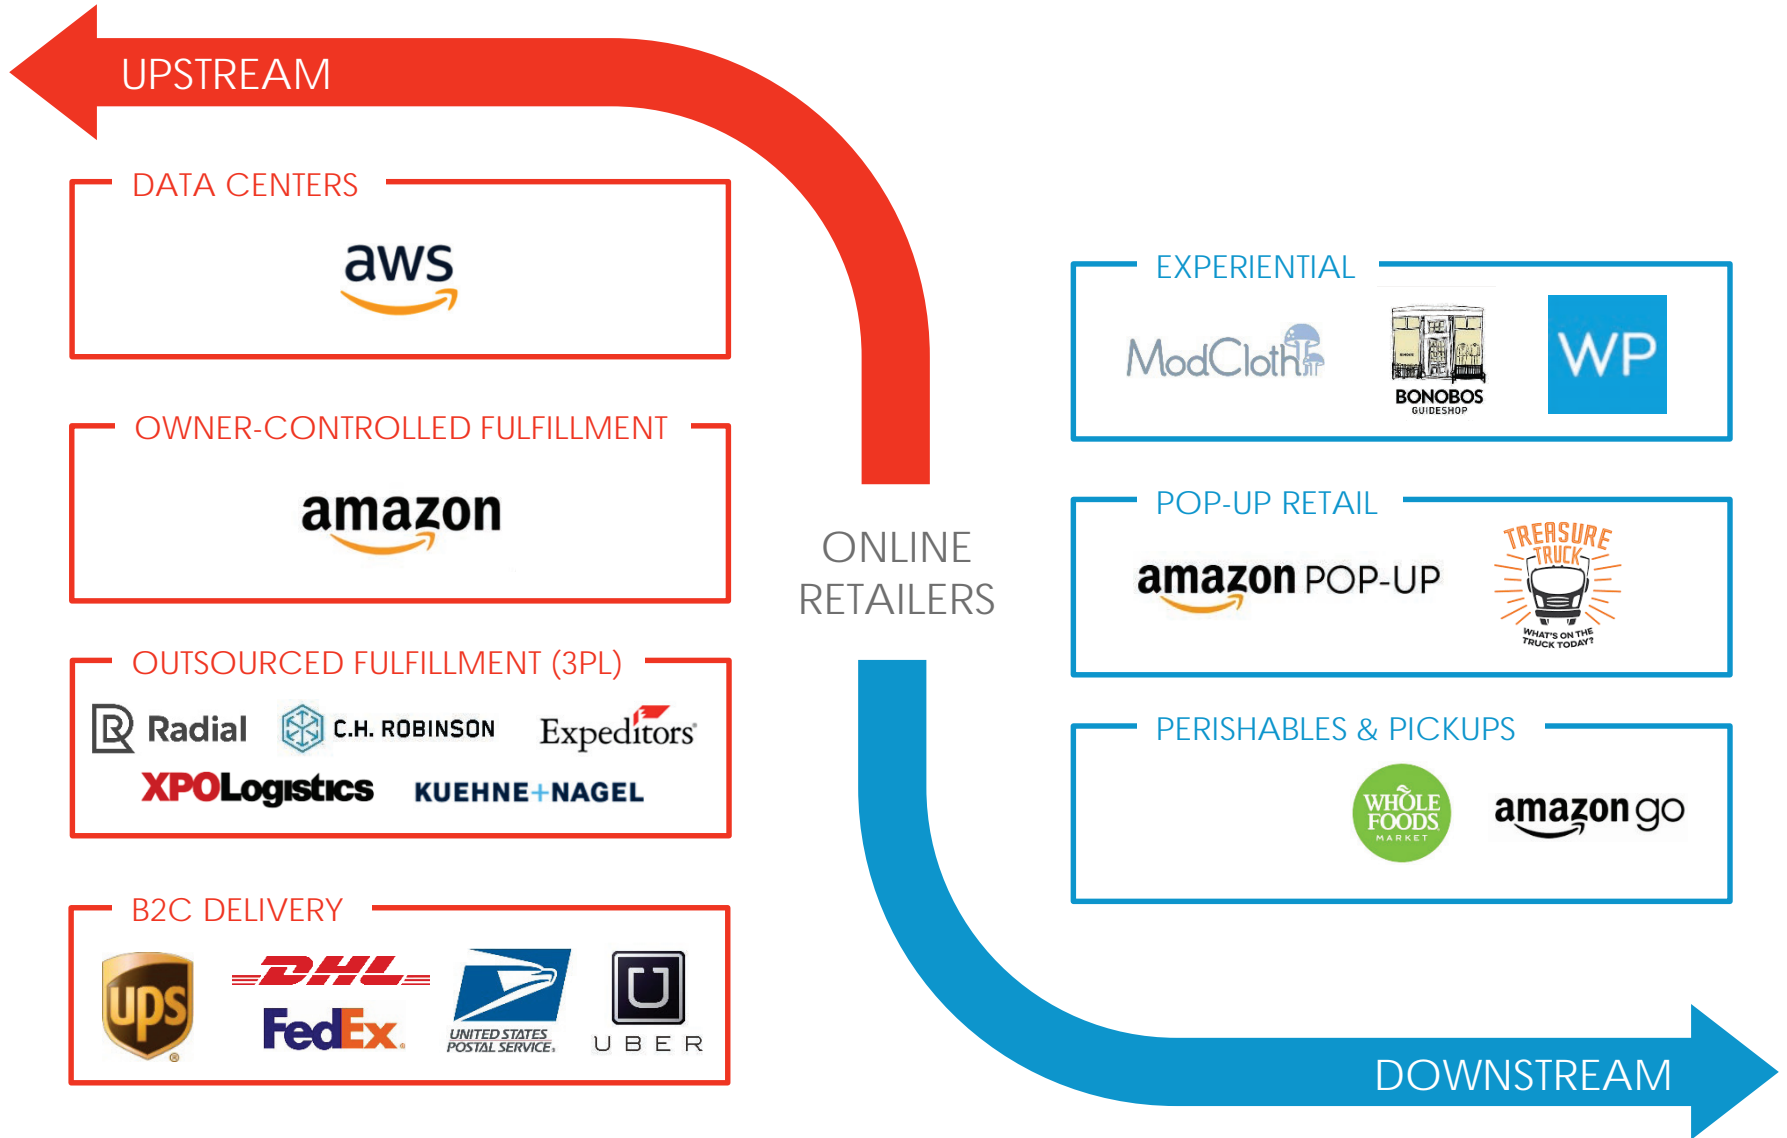 UPSTREAM
DATA CENTERS
aws
OWNER-CONTROLLED FULFILLMENT
amazon
OUTSOURCED FULFILLMENT (3PL)
Radial
C.H. ROBINSON
Expeditors
XPOLogistics
KUEHNE+NAGEL
B2C DELIVERY
ups
DHL
FedEx
UNITED STATES
POSTAL SERVICE
UBER
ONLINE
RETAILERS
EXPERIENTIAL
ModCloth
BONOBOS
GUIDESHOP
WP
POP-UP RETAIL
amazon POP-UP
TREASURE
TRUCK
WHAT'S ON THE
TRUCK TODAY?
PERISHABLES & PICKUPS
WHOLE
FOODS
MARKET
amazon go
DOWNSTREAM